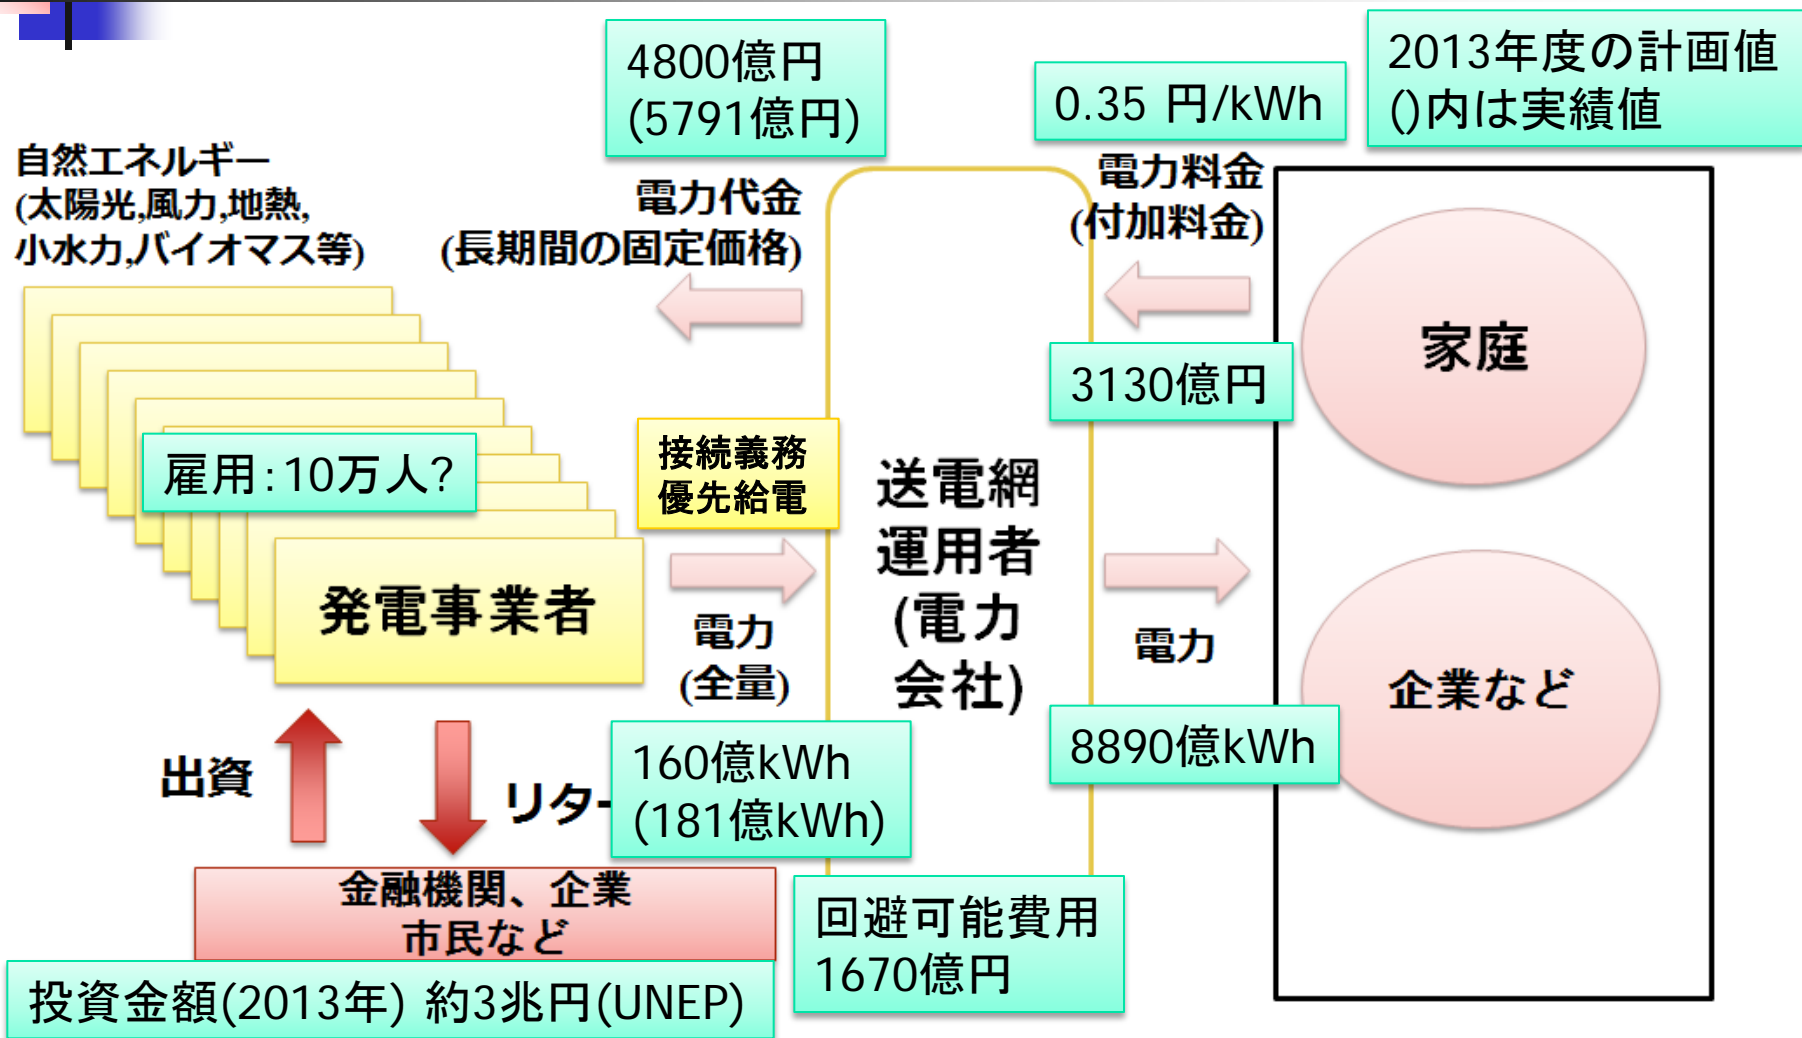 4800億円
(5791億円)
0.35 円/kWh
2013年度の計画値
()内は実績値
自然エネルギー
(太陽光,風力,地熱,
小水力,バイオマス等)
電力代金
(長期間の固定価格)
電力料金
(付加料金)
家庭
3130億円
雇用:10万人?
接続義務
優先給電
送電網
運用者
(電力
会社)
発電事業者
電力
(全量)
電力
企業など
8890億kWh
出資
リター
160億kWh
(181億kWh)
金融機関、企業
市民など
回避可能費用
1670億円
投資金額(2013年) 約3兆円(UNEP)